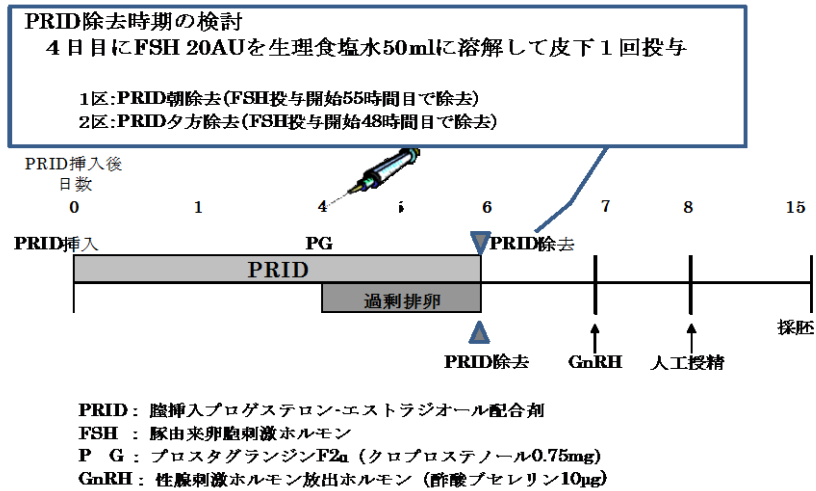 PRID除去時期の検討
４日目にFSH 20AUを生理食塩水50mlに溶解して皮下１回投与
1区:PRID朝除去(FSH投与開始55時間目で除去)
2区:PRID夕方除去(FSH投与開始48時間目で除去)
PRID挿入後
日数
0 1 4 5 6 7 8 15
PRID挿入 PG PRID除去
PRID
過剰排卵
採胚
PRID除去 GnRH 人工授精
PRID： 膣挿入プロゲステロン-エストラジオール配合剤
FSH ： 豚由来卵胞刺激ホルモン
P G： プロスタグランジンF2α（クロプロステノール0.75mg）
GnRH： 性腺刺激ホルモン放出ホルモン（酢酸ブセレリン10μg）